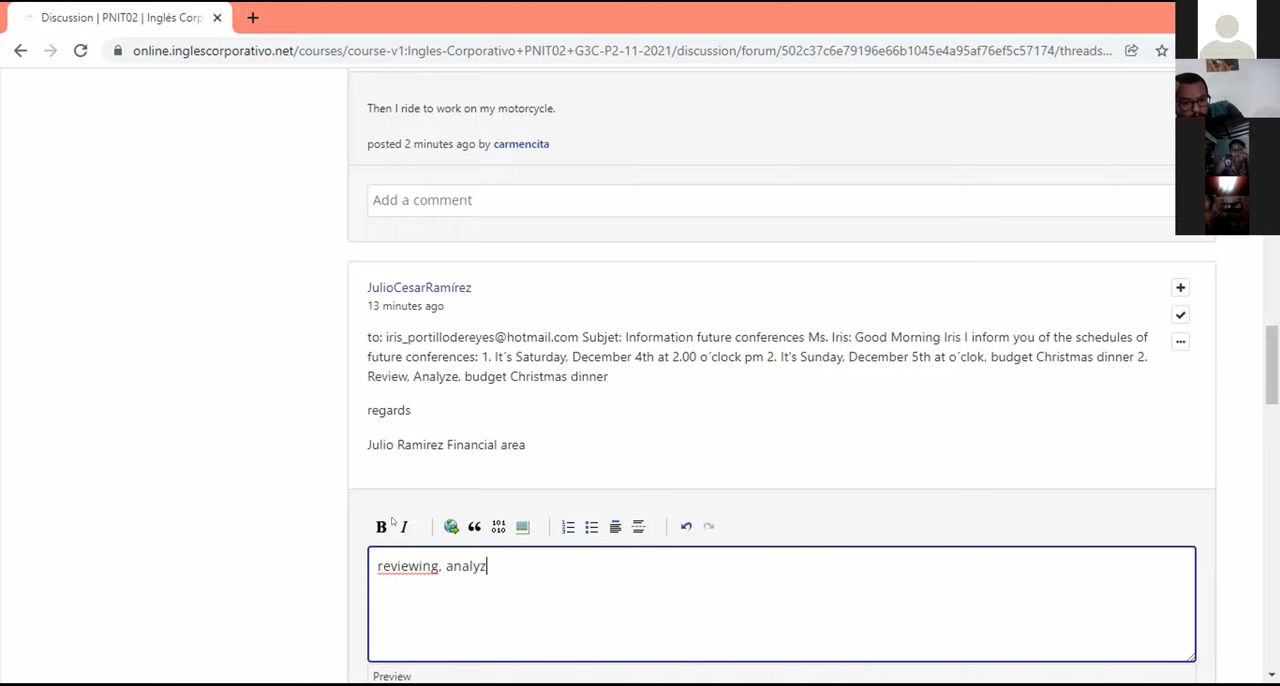 Discussion | PNIT02 | Inglés Corp
online.inglescorporativo.net/courses/course-v1:Ingles-Corporativo+PNIT02+G3C-P2-11-2021/discussion/forum/502c37c6e79196e66b1045e4a95af76ef5c57174/threads...
Then I ride to work on my motorcycle.
posted 2 minutes ago by carmencita
Add a comment
JulioCesarRamírez
13 minutes ago
to: iris_portillodereyes@hotmail.com Subjet: Information future conferences Ms. Iris: Good Morning Iris I inform you of the schedules of
future conferences: 1. It´s Saturday, December 4th at 2.00 o´clock pm 2. It's Sunday, December 5th at o´clok, budget Christmas dinner 2.
Review, Analyze, budget Christmas dinner
regards
Julio Ramirez Financial area
B I 101 010
reviewing, analyz
Preview